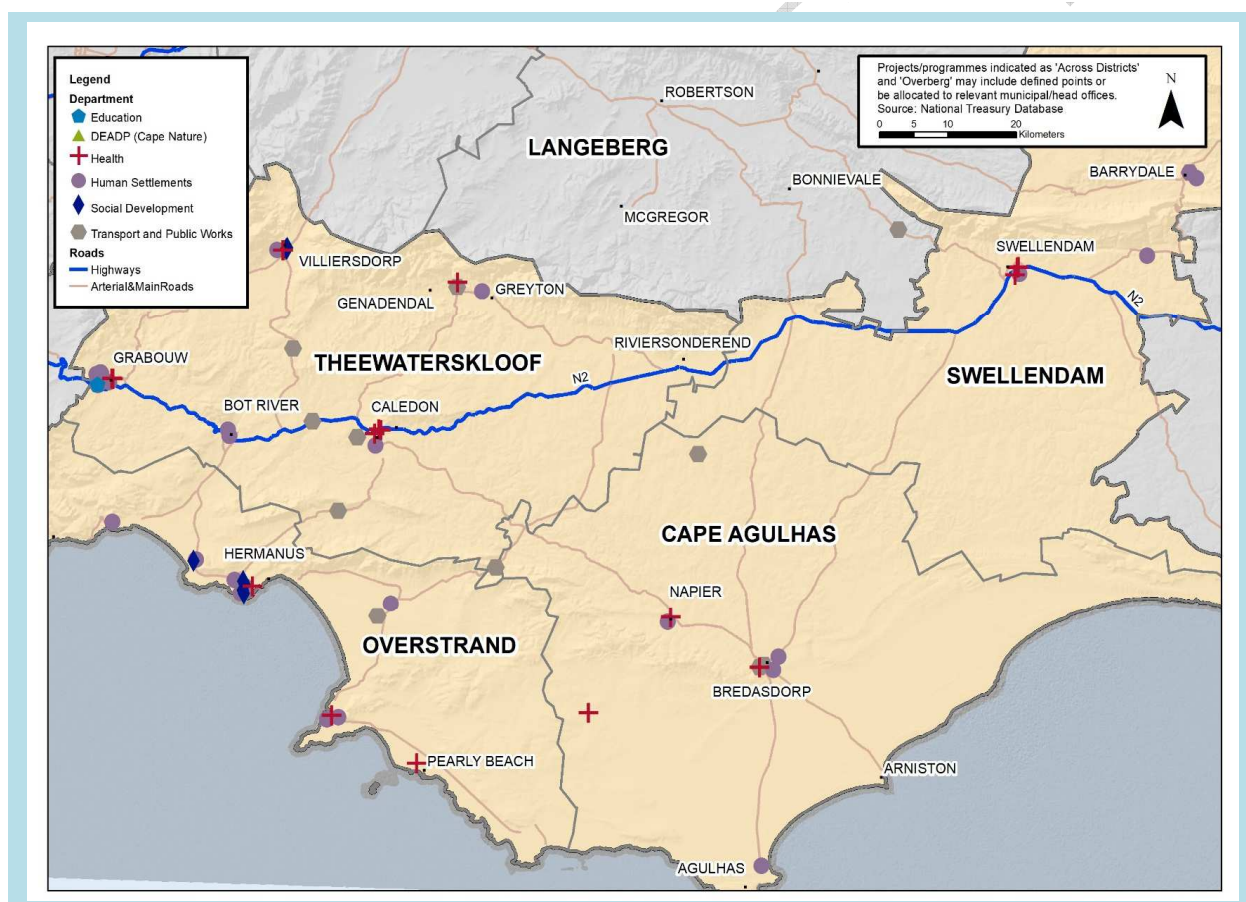 Legend
Department
Education
DEADP (Cape Nature)
Health
Human Settlements
Social Development
Transport and Public Works
Roads
Highways
Arterial&MainRoads
Projects/programmes indicated as 'Across Districts'
and 'Overberg' may include defined points or
be allocated to relevant municipal/head offices.
Source: National Treasury Database
0 5 10 20
Kilometers
N
ROBERTSON
LANGEBERG
BONNIEVALE
BARRYDALE
MCGREGOR
SWELLENDAM
VILLIERSDORP
GENADENDAL
GREYTON
N2
RIVIERSONDEREND
GRABOUW
THEEWATERSKLOOF
N2
SWELLENDAM
BOT RIVER
CALEDON
CAPE AGULHAS
HERMANUS
NAPIER
OVERSTRAND
BREDASDORP
PEARLY BEACH
ARNISTON
AGULHAS